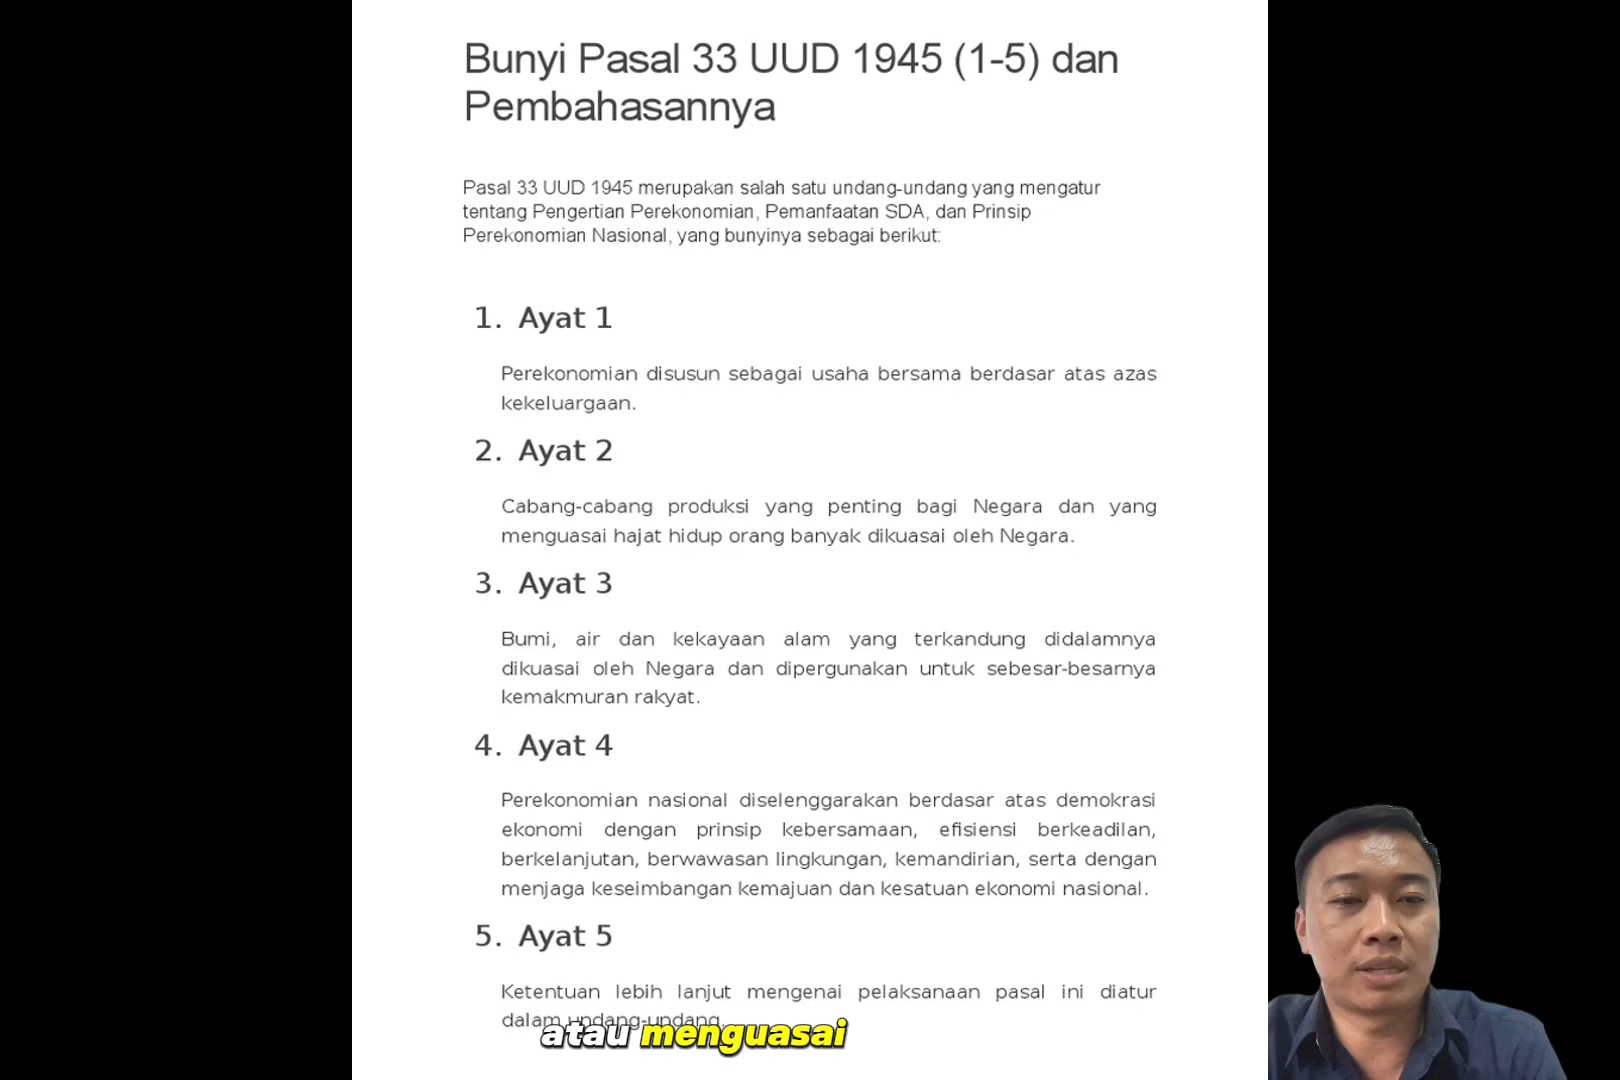 Bunyi Pasal 33 UUD 1945 (1-5) dan
Pembahasannya
Pasal 33 UUD 1945 merupakan salah satu undang-undang yang mengatur
tentang Pengertian Perekonomian, Pemanfaatan SDA, dan Prinsip
Perekonomian Nasional, yang bunyinya sebagai berikut:
1. Ayat 1
Perekonomian disusun sebagai usaha bersama berdasar atas azas
kekeluargaan.
2. Ayat 2
Cabang-cabang produksi yang penting bagi Negara dan yang
menguasai hajat hidup orang banyak dikuasai oleh Negara.
3. Ayat 3
Bumi, air dan kekayaan alam yang terkandung didalamnya
dikuasai oleh Negara dan dipergunakan untuk sebesar-besarnya
kemakmuran rakyat.
4. Ayat 4
Perekonomian nasional diselenggarakan berdasar atas demokrasi
ekonomi dengan prinsip kebersamaan, efisiensi berkeadilan,
berkelanjutan, berwawasan lingkungan, kemandirian, serta dengan
menjaga keseimbangan kemajuan dan kesatuan ekonomi nasional.
5. Ayat 5
Ketentuan lebih lanjut mengenai pelaksanaan pasal ini diatur
dalam undang-undang.
atau menguasai